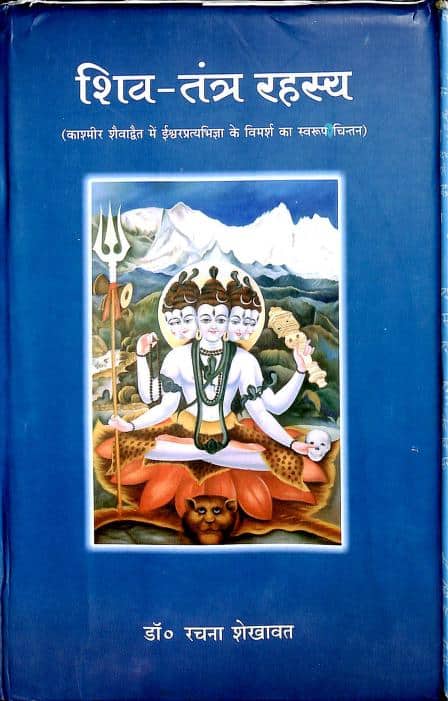 शिव-तंत्र रहस्य
(काश्मीर शैवाद्वैत में ईश्वरप्रत्यभिज्ञा के विमर्श का स्वरूप चिन्तन)
डॉ० रचना शेखावत